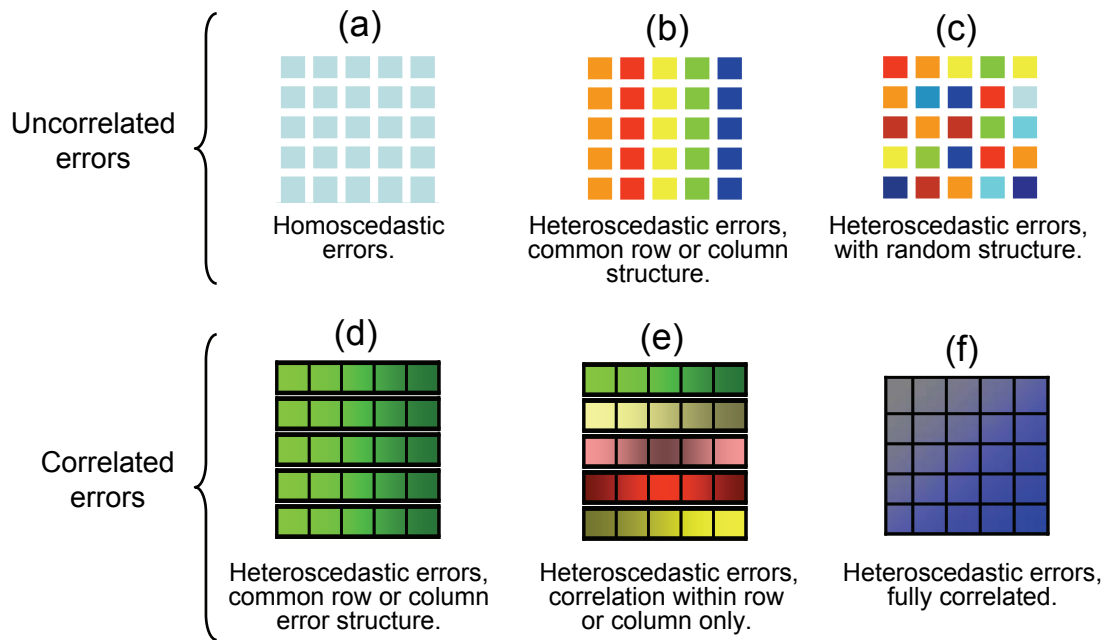 (a)
(b)
(c)
Uncorrelated
errors
Homoscedastic
errors.
Heteroscedastic errors,
common row or column
structure.
Heteroscedastic errors,
with random structure.
(d)
(e)
(f)
Correlated
errors
Heteroscedastic errors,
common row or column
error structure.
Heteroscedastic errors,
correlation within row
or column only.
Heteroscedastic errors,
fully correlated.